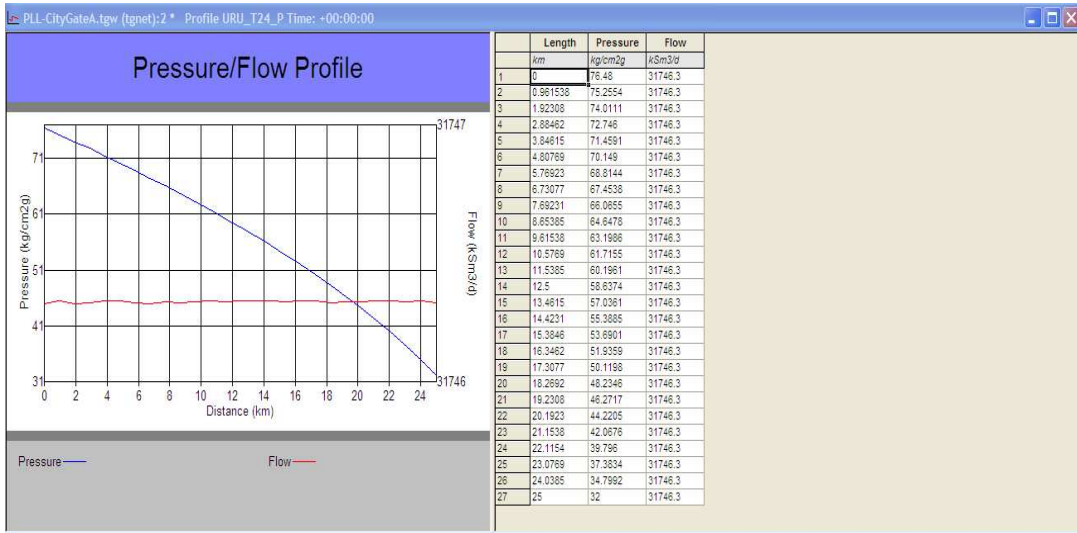 PLL-CityGateA.tgw (tgnet):2 * Profile URU_T24_P Time: +00:00:00
Pressure/Flow Profile
71
61
51
41
31
Pressure (kg/cm2g)
31747
31746
Flow (kSm3/d)
0 2 4 6 8 10 12 14 16 18 20 22 24
Distance (km)
Pressure
Flow
Length Pressure Flow
km kg/cm2g kSm3/d
1 0 76.48 31746.3
2 0.961538 75.2554 31746.3
3 1.92308 74.0111 31746.3
4 2.88462 72.746 31746.3
5 3.84615 71.4591 31746.3
6 4.80769 70.149 31746.3
7 5.76923 68.8144 31746.3
8 6.73077 67.4538 31746.3
9 7.69231 66.0655 31746.3
10 8.65385 64.6478 31746.3
11 9.61538 63.1986 31746.3
12 10.5769 61.7155 31746.3
13 11.5385 60.1961 31746.3
14 12.5 58.6374 31746.3
15 13.4615 57.0361 31746.3
16 14.4231 55.3885 31746.3
17 15.3846 53.6901 31746.3
18 16.3462 51.9359 31746.3
19 17.3077 50.1198 31746.3
20 18.2692 48.2346 31746.3
21 19.2308 46.2717 31746.3
22 20.1923 44.2205 31746.3
23 21.1538 42.0676 31746.3
24 22.1154 39.796 31746.3
25 23.0769 37.3834 31746.3
26 24.0385 34.7992 31746.3
27 25 32 31746.3